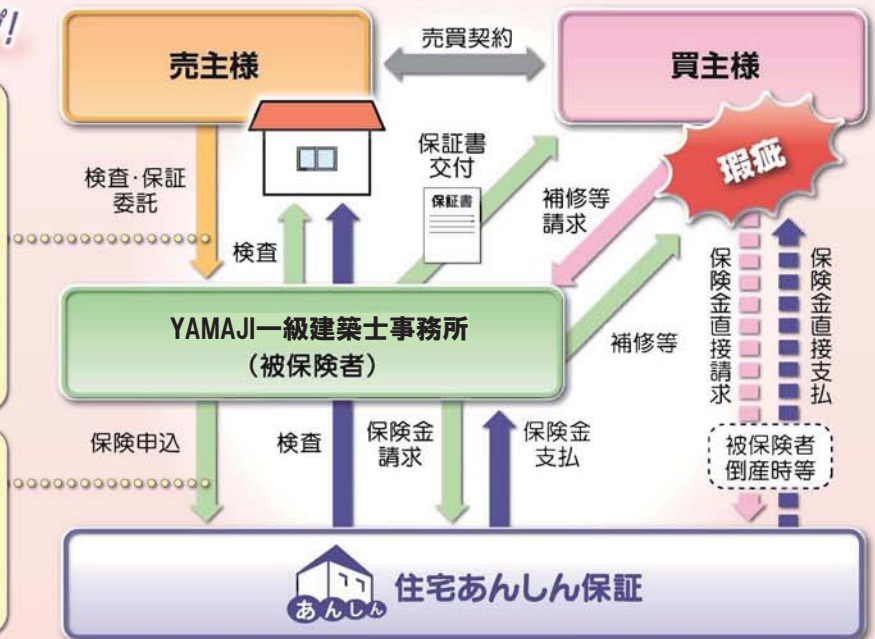 ！
売主様
売買契約
買主様
瑕疵
検査・保証
委託
検査
保証書
交付
保証書
補修等
請求
YAMAJI一級建築士事務所
（被保険者）
補修等
保険金直接請求
保険金直接支払
保険申込
検査
保険金
請求
保険金
支払
被保険者
倒産時等
あんしん
住宅あんしん保証